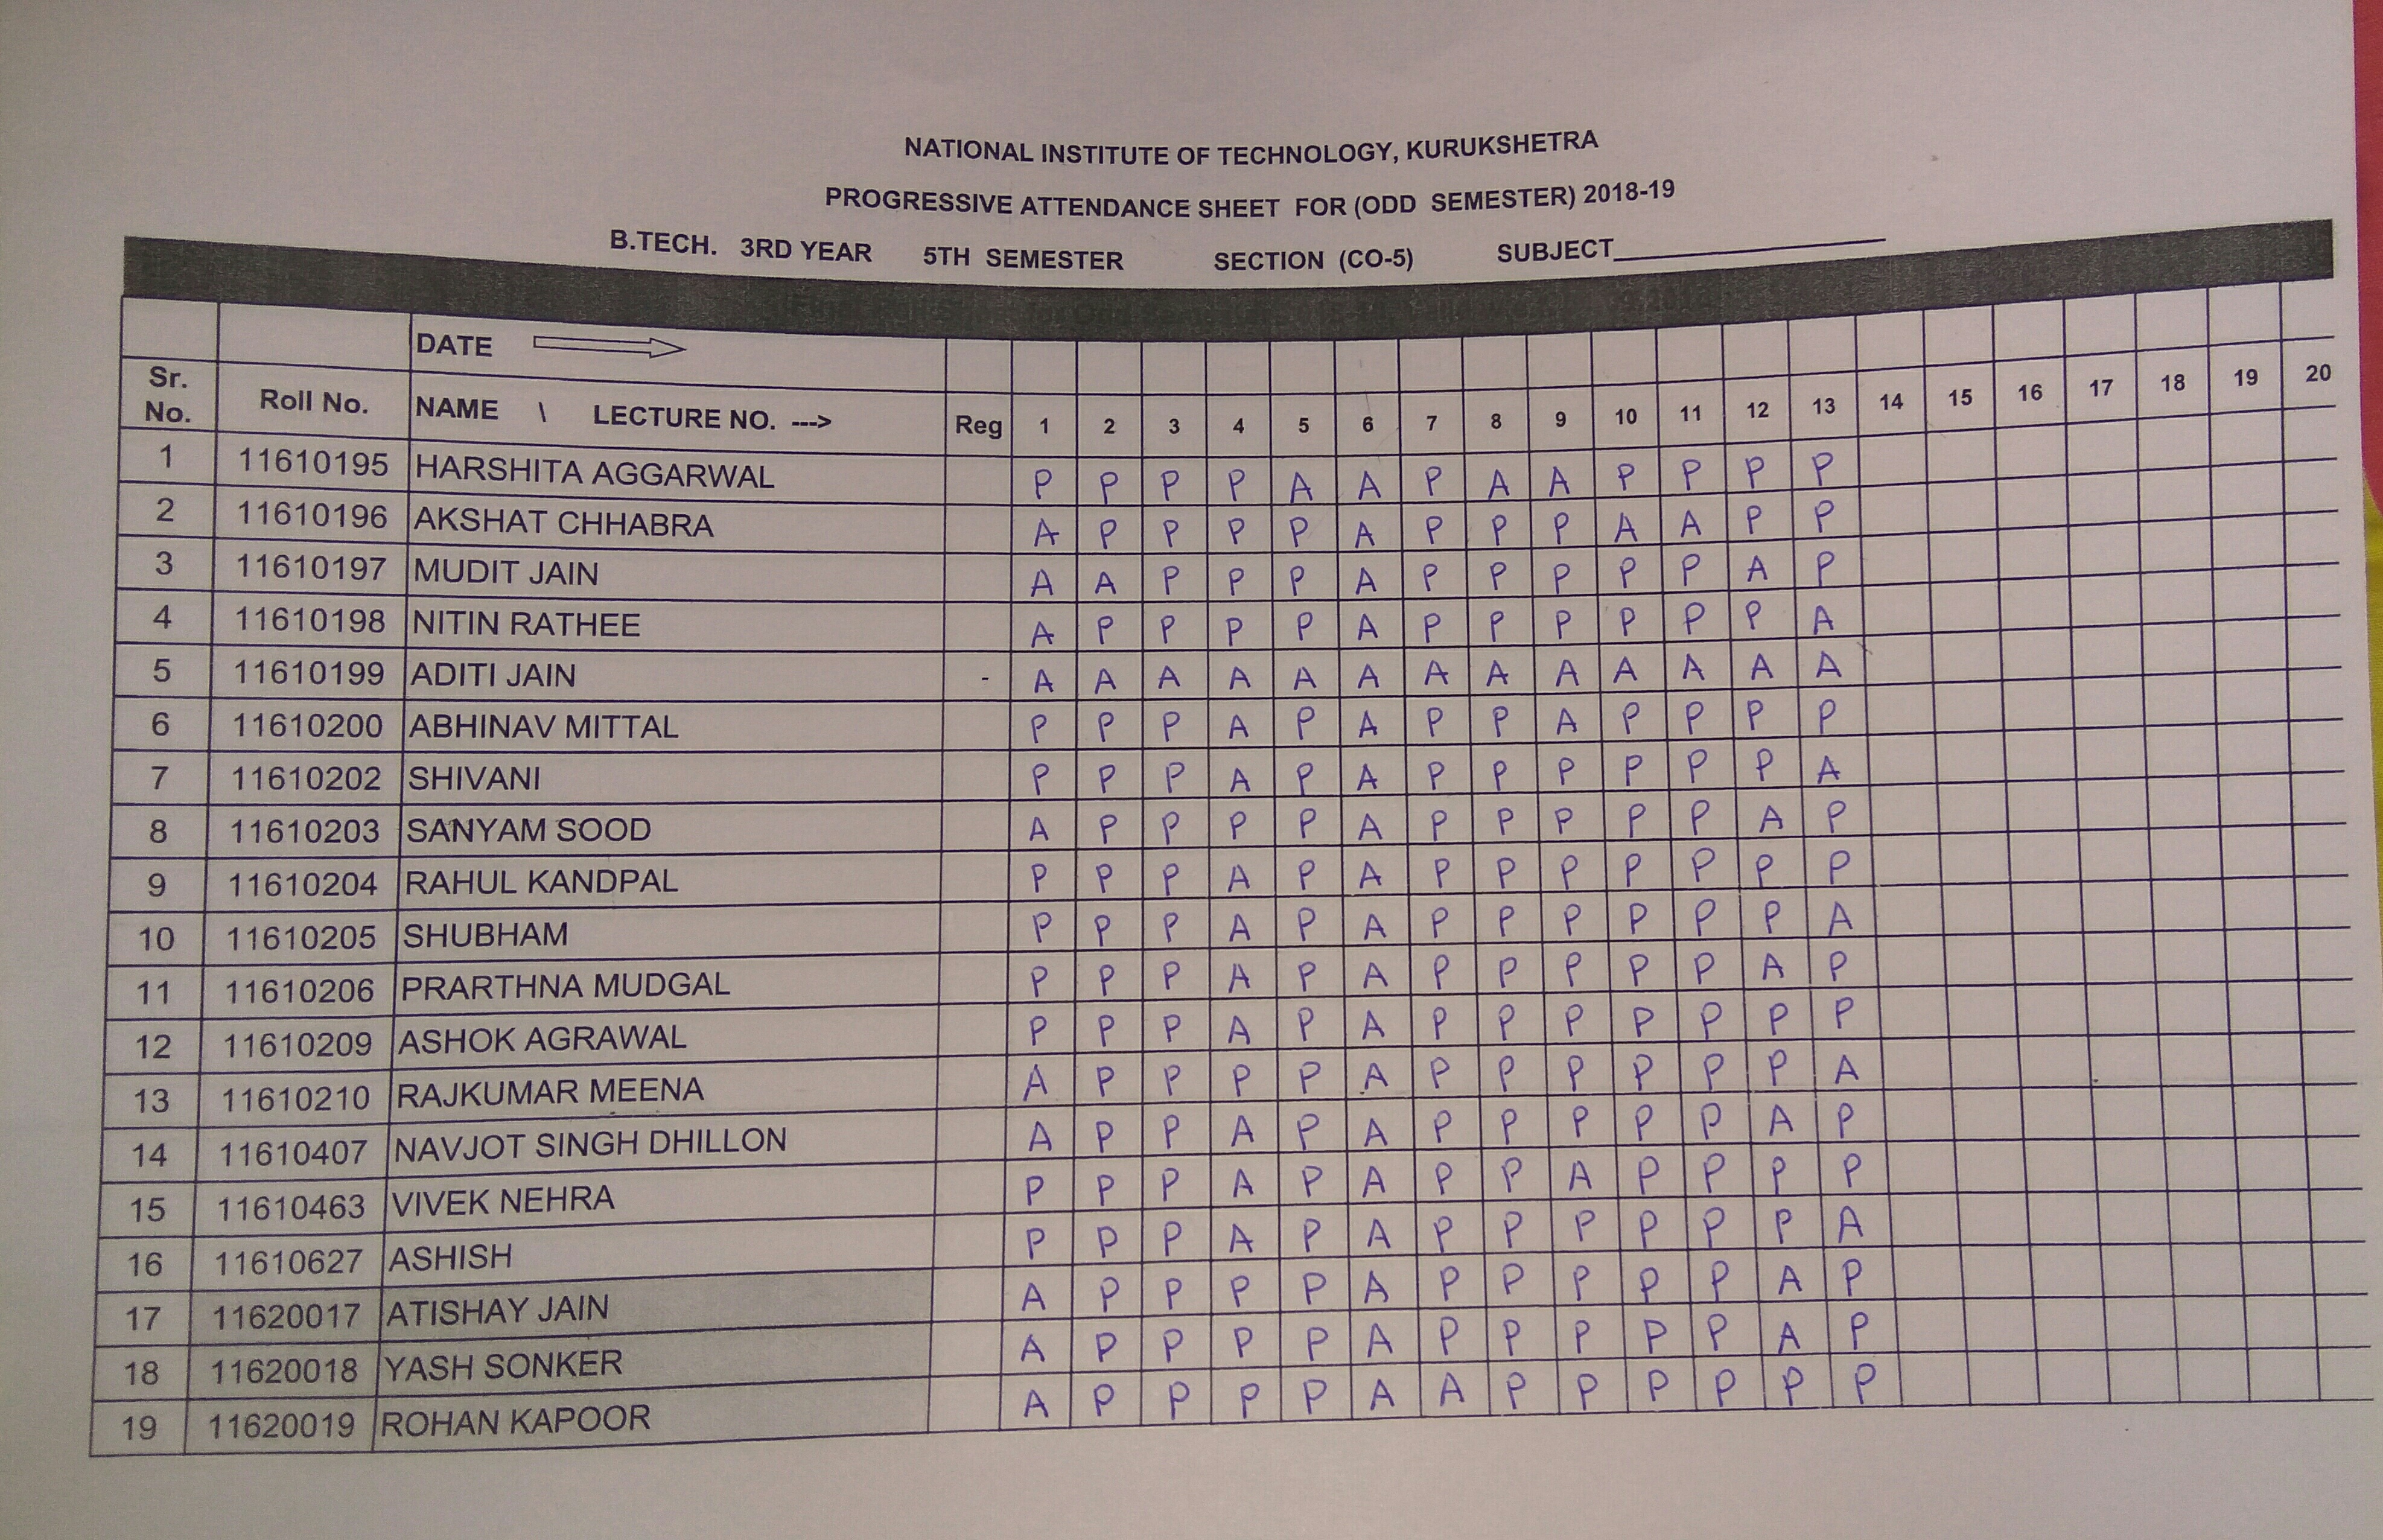 NATIONAL INSTITUTE OF TECHNOLOGY, KURUKSHETRA
PROGRESSIVE ATTENDANCE SHEET FOR (ODD SEMESTER) 2018-19
B.TECH. 3RD YEAR 5TH SEMESTER SECTION (CO-5) SUBJECT
DATE
Sr. No. Roll No. NAME \ LECTURE NO. ---> Reg 1 2 3 4 5 6 7 8 9 10 11 12 13 14 15 16 17 18 19 20
1 11610195 HARSHITA AGGARWAL P P P P A A P A A P P P P
2 11610196 AKSHAT CHHABRA A P P P P A P P P A A P P
3 11610197 MUDIT JAIN A A P P P A P P P P P A P
4 11610198 NITIN RATHEE A P P P P A P P P P P P A
5 11610199 ADITI JAIN - A A A A A A A A A A A A A
6 11610200 ABHINAV MITTAL P P P A P A P P A P P P P
7 11610202 SHIVANI P P P A P A P P P P P P A
8 11610203 SANYAM SOOD A P P P P A P P P P P A P
9 11610204 RAHUL KANDPAL P P P A P A P P P P P P P
10 11610205 SHUBHAM P P P A P A P P P P P P A
11 11610206 PRARTHNA MUDGAL P P P A P A P P P P P A P
12 11610209 ASHOK AGRAWAL P P P A P A P P P P P P P
13 11610210 RAJKUMAR MEENA A P P P P A P P P P P P A
14 11610407 NAVJOT SINGH DHILLON A P P A P A P P P P P A P
15 11610463 VIVEK NEHRA P P P A P A P P A P P P P
16 11610627 ASHISH P P P A P A P P P P P P A
17 11620017 ATISHAY JAIN A P P P P A P P P P P A P
18 11620018 YASH SONKER A P P P P A P P P P P A P
19 11620019 ROHAN KAPOOR A P P P P A A P P P P P P